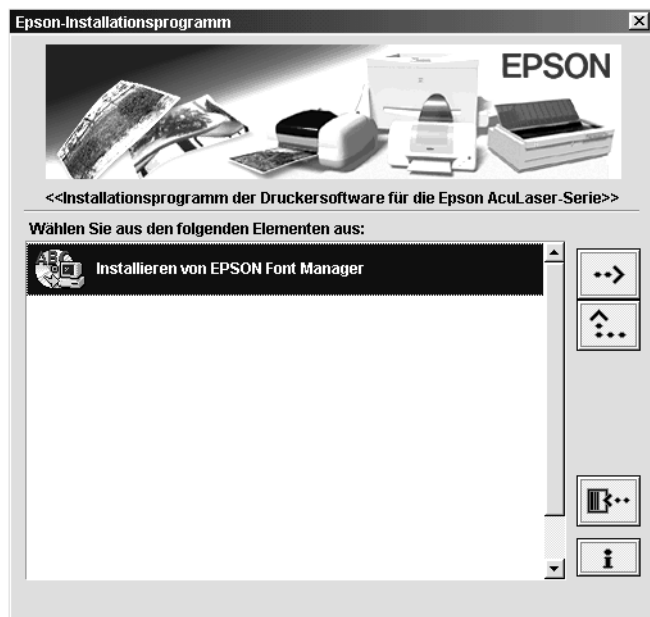 Epson-Installationsprogramm
EPSON
<<Installationsprogramm der Druckersoftware für die Epson AcuLaser-Serie>>
Wählen Sie aus den folgenden Elementen aus:
ABC
Installieren von EPSON Font Manager